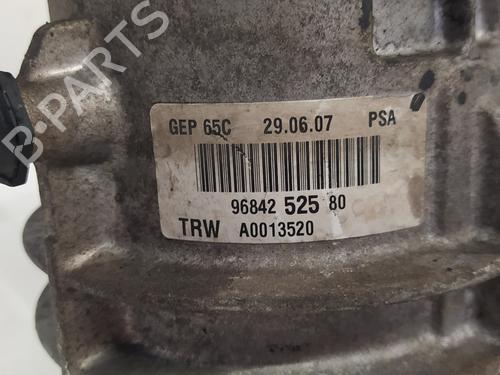 B-PARTS
GEP 65C 29.06.07 PSA
96842 525 80
TRW A0013520